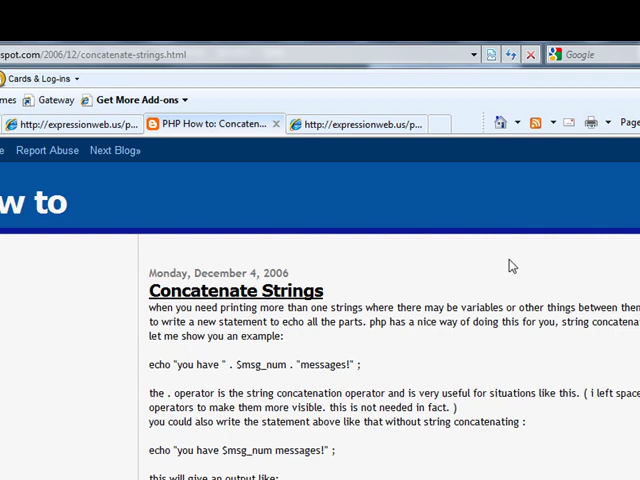 spot.com/2006/12/concatenate-strings.html
Google
Cards & Log-ins
mes Gateway Get More Add-ons
http://expressionweb.us/p... PHP How to: Concaten... http://expressionweb.us/p... Page
e Report Abuse Next Blog»
w to
Monday, December 4, 2006
Concatenate Strings
when you need printing more than one strings where there may be variables or other things between them
to write a new statement to echo all the parts. php has a nice way of doing this for you, string concatena
let me show you an example:
echo "you have " . $msg_num . "messages!" ;
the . operator is the string concatenation operator and is very useful for situations like this. ( i left space
operators to make them more visible. this is not needed in fact. )
you could also write the statement above like that without string concatenating :
echo "you have $msg_num messages!" ;
this will give an output like: